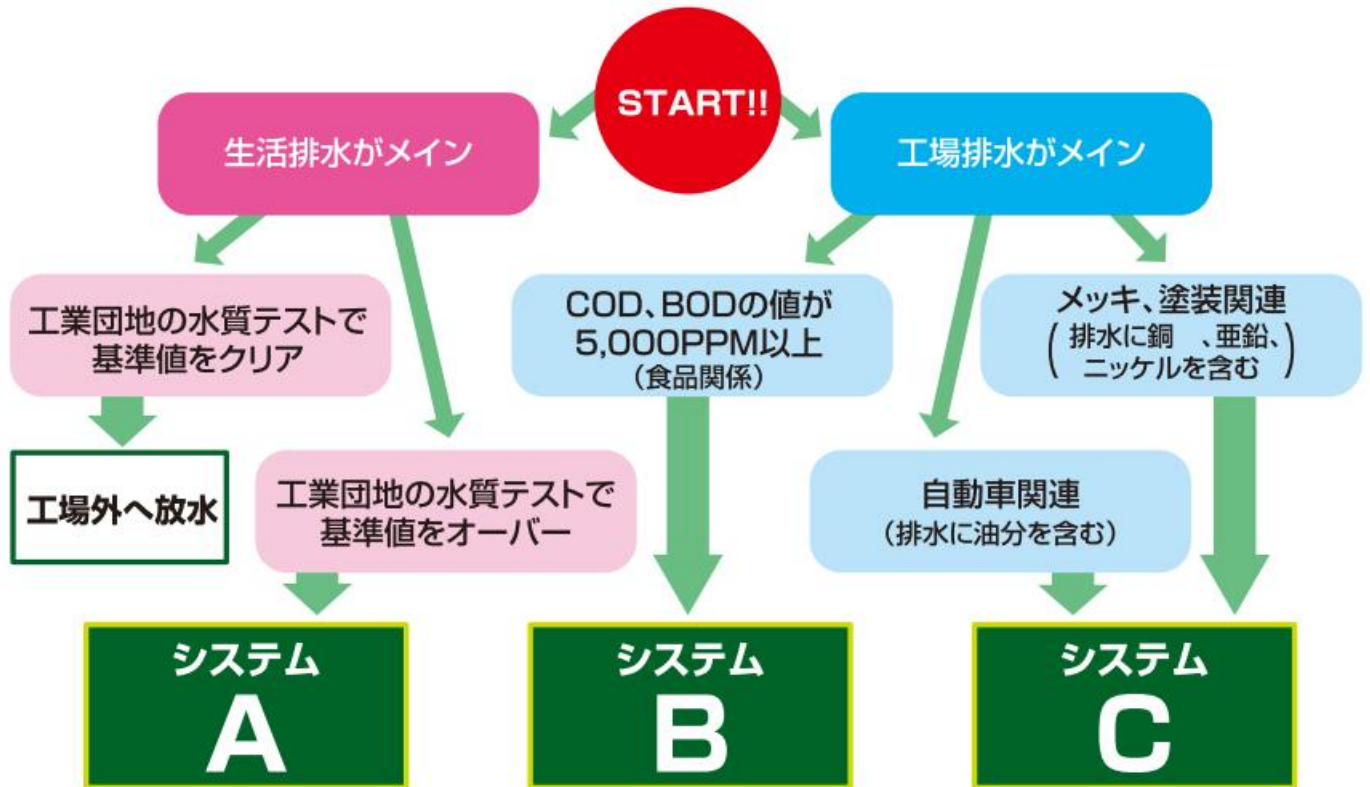 START!!
生活排水がメイン
工場排水がメイン
工業団地の水質テストで
基準値をクリア
COD、BODの値が
5,000PPM以上
(食品関係)
メッキ、塗装関連
(排水に銅　、亜鉛、
ニッケルを含む)
工場外へ放水
工業団地の水質テストで
基準値をオーバー
自動車関連
(排水に油分を含む)
システム
A
システム
B
システム
C